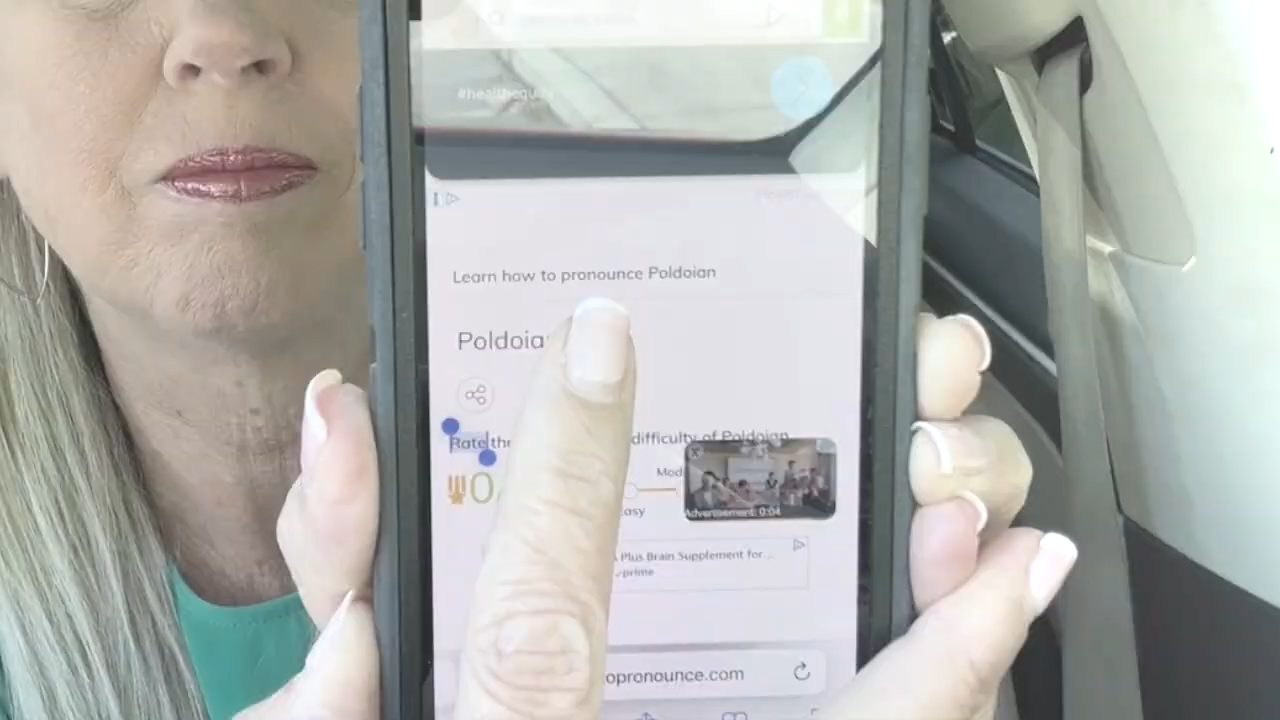 #healthequity
Learn how to pronounce Poldoian
Poldoia
Rate the difficulty of Poldoian
0
Mod
asy
Advertisement: 0:04
Plus Brain Supplement for...
prime
opronounce.com